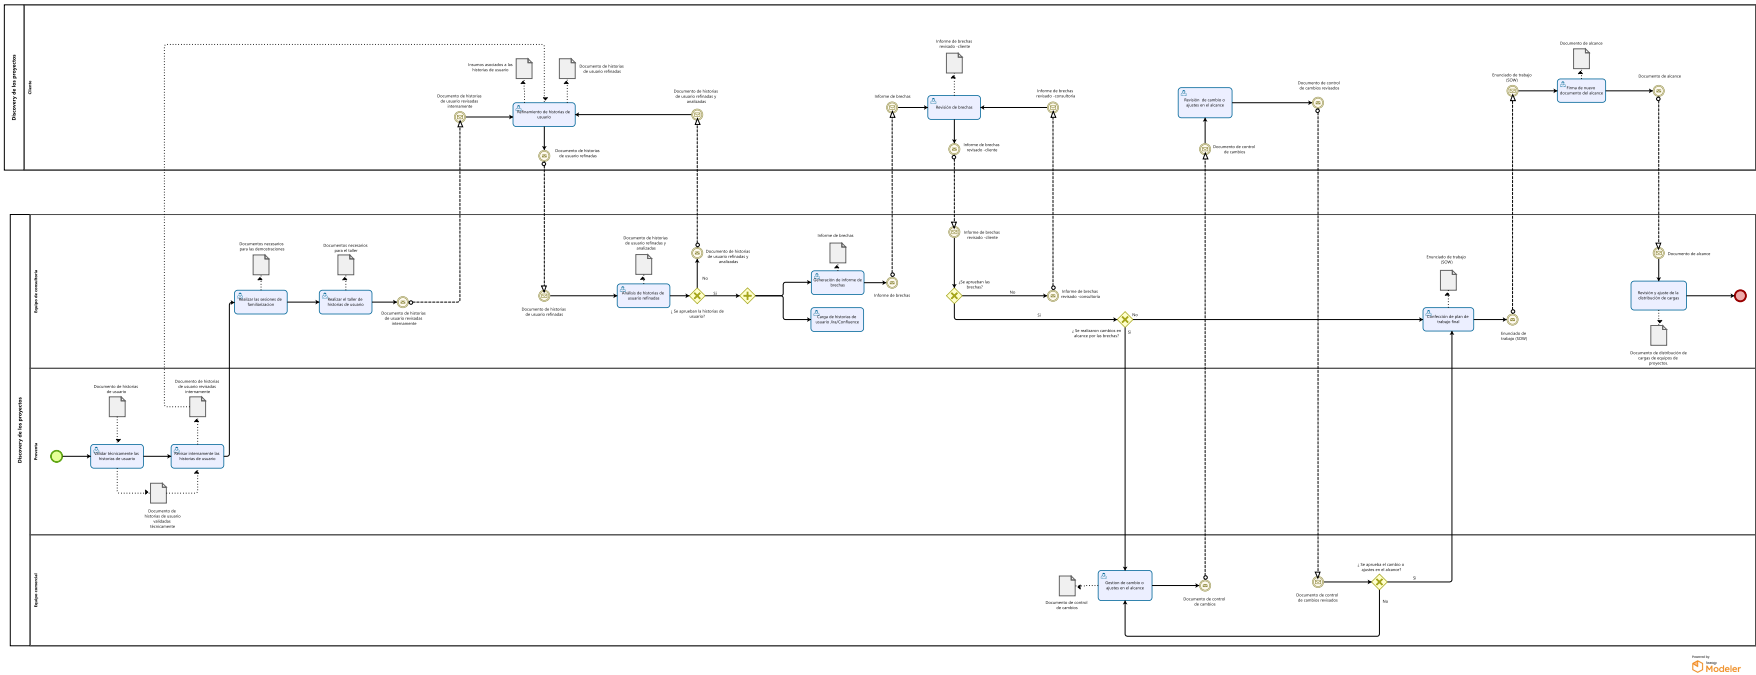 Discovery de los proyectos
Cliente
Insumos asociados a las
historias de usuario
Documento de historias
de usuario refinadas
Documento de historias
de usuario revisadas
internamente
Refinamiento de historias de
usuario
Documento de historias
de usuario refinadas
Documento de historias
de usuario refinadas y
analizadas
Informe de brechas
revisado -cliente
Informe de brechas
Revisión de brechas
Informe de brechas
revisado -consultoria
Informe de brechas
revisado -cliente
Revisión de cambio o
ajustes en el alcance
Documento de control
de cambios
Documento de control
de cambios revisados
Enunciado de trabajo
(SOW)
Documento de alcance
Firma de nuevo
documento del alcance
Documento de alcance
Discovery de los proyectos
Equipo de consultoría
Documentos necesarios
para las demostraciones
Realizar las sesiones de
familiarización
Documentos necesarios
para el taller
Realizar el taller de
historias de usuario
Documento de historias
de usuario revisadas
internamente
Documento de historias
de usuario refinadas
Documento de historias
de usuario refinadas y
analizadas
Análisis de historias de
usuario refinadas
Documento de historias
de usuario refinadas y
analizadas
No
Sí
¿ Se aprueban la historias de
usuario?
Informe de brechas
Generación de informe de
brechas
Carga de historias de
usuario Jira/Confluence
Informe de brechas
Informe de brechas
revisado -cliente
¿Se aprueban las
brechas?
No
Informe de brechas
revisado -consultoria
Sí
¿ Se realizaron cambios en
alcance por las brechas?
No
Sí
Enunciado de trabajo
(SOW)
Confección de plan de
trabajo final
Enunciado de
trabajo (SOW)
Documento de alcance
Revisión y ajuste de la
distribución de cargas
Documento de distribución de
cargas de equipos de
proyectos
Preventa
Documento de historias
de usuario
Documento de historias
de usuario revisadas
internamente
Validar técnicamente las
historias de usuario
Revisar internamente las
historias de usuario
Documento de
historias de usuario
validadas
técnicamente
Equipo comercial
Documento de control
de cambios
Gestion de cambio o
ajustes en el alcance
Documento de control
de cambios
Documento de control
de cambios revisados
¿ Se aprueba el cambio o
ajustes en el alcance?
Sí
No
Powered by
bizagi
Modeler